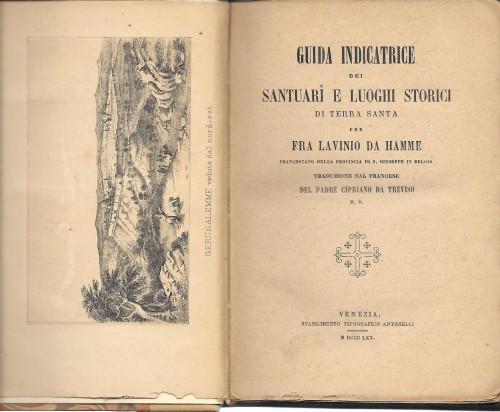 GERUSALEMME veduta dal nord-est.
GUIDA INDICATRICE
DEI
SANTUARÎ E LUOGHI STORICI
DI TERRA SANTA
PER
FRA LAVINIO DA HAMME
FRANCESCANO DELLA PROVINCIA DI S. GIUSEPPE IN BELGIO
TRADUZIONE DAL FRANCESE
DEL PADRE CIPRIANO DA TREVISO
M. O.
VENEZIA,
STABILIMENTO TIPOGRAFICO ANTONELLI
M DCCC LXX.